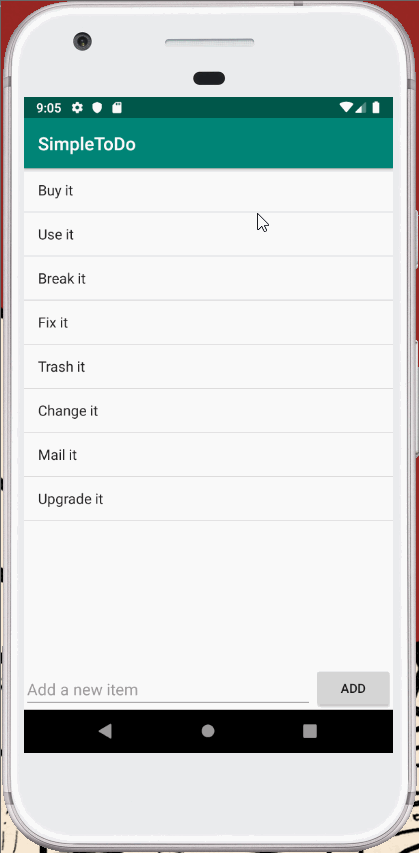 9:05
SimpleToDo
Buy it
Use it
Break it
Fix it
Trash it
Change it
Mail it
Upgrade it
Add a new item
ADD